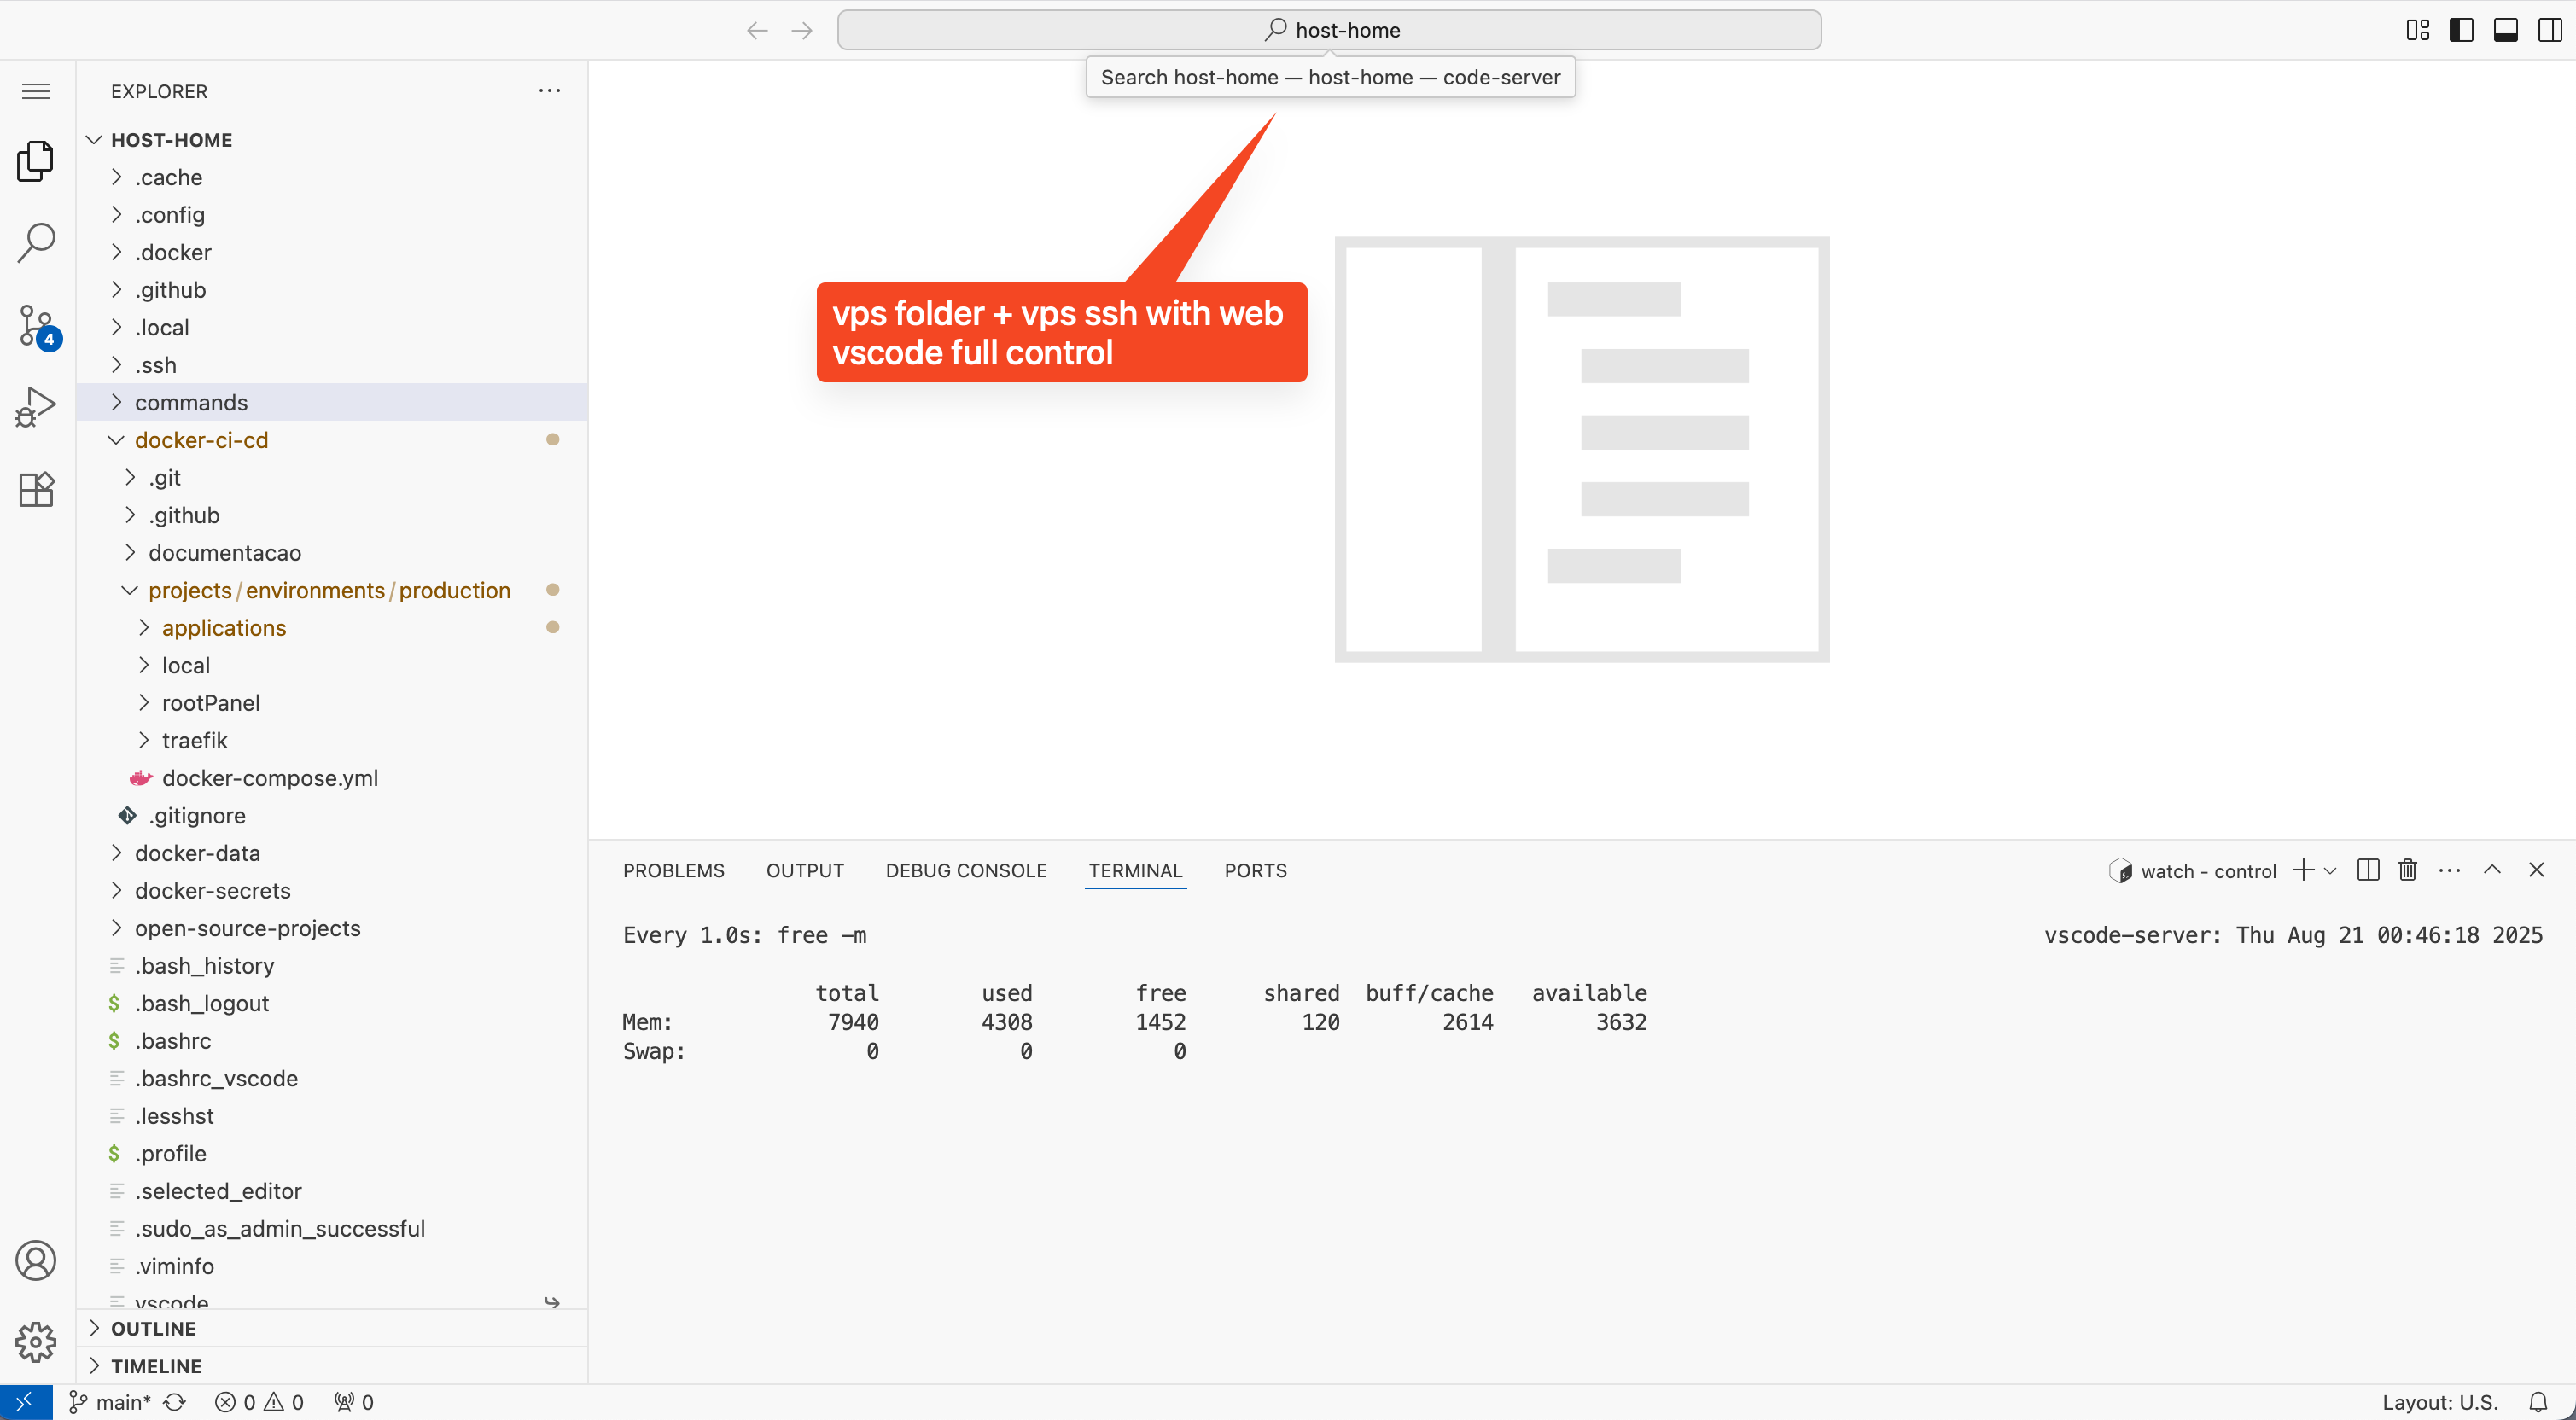 host-home
Search host-home — host-home — code-server
EXPLORER
HOST-HOME
.cache
.config
.docker
.github
.local
.ssh
commands
docker-ci-cd
.git
.github
documentacao
projects/environments/production
applications
local
rootPanel
traefik
docker-compose.yml
.gitignore
docker-data
docker-secrets
open-source-projects
.bash_history
$ .bash_logout
$ .bashrc
.bashrc_vscode
.lesshst
$ .profile
.selected_editor
.sudo_as_admin_successful
.viminfo
vscode
OUTLINE
TIMELINE
4
vps folder + vps ssh with web
vscode full control
PROBLEMS OUTPUT DEBUG CONSOLE TERMINAL PORTS
watch - control
Every 1.0s: free -m vscode-server: Thu Aug 21 00:46:18 2025
total used free shared buff/cache available
Mem: 7940 4308 1452 120 2614 3632
Swap: 0 0 0
main* 0 0 0 Layout: U.S.